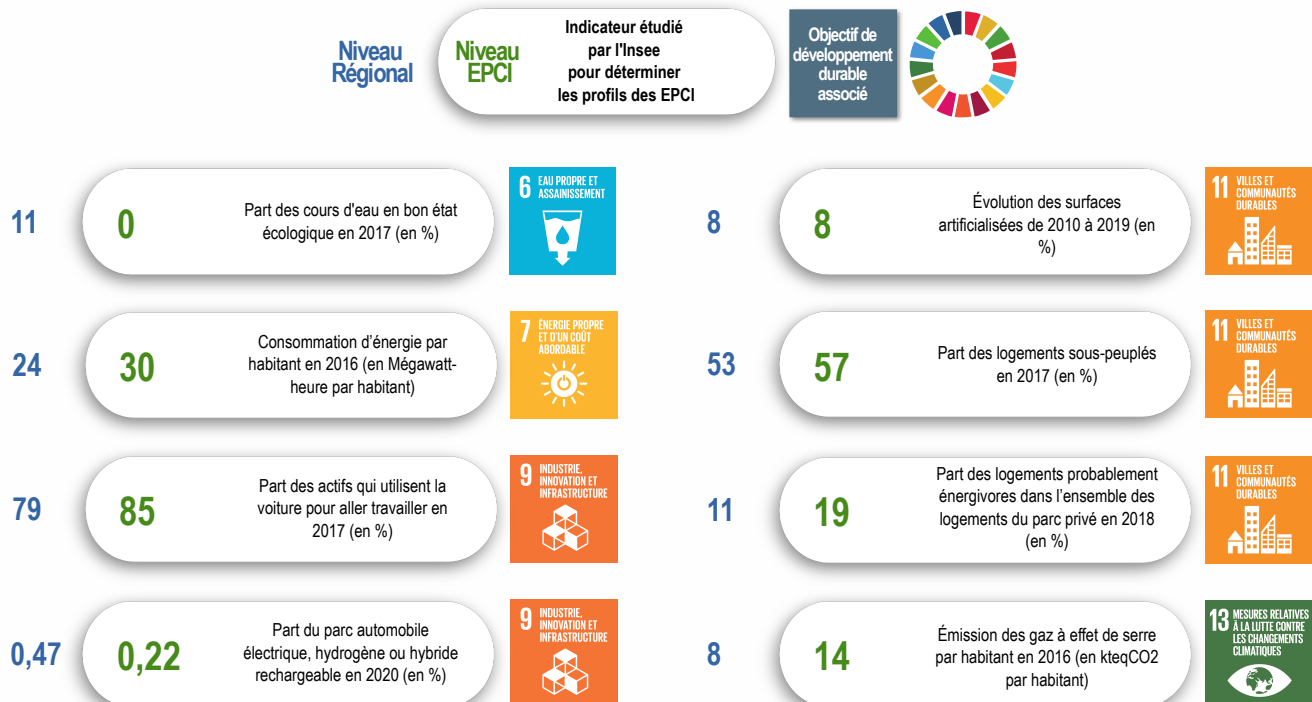 Niveau
Régional
Niveau
EPCI
Indicateur étudié
par l'Insee
pour déterminer
les profils des EPCI
Objectif de
développement
durable
associé
11
0
Part des cours d'eau en bon état
écologique en 2017 (en %)
6 EAU PROPRE ET
ASSAINISSEMENT
8
8
Évolution des surfaces
artificialisées de 2010 à 2019 (en
%)
11 VILLES ET
COMMUNAUTÉS
DURABLES
24
30
Consommation d'énergie par
habitant en 2016 (en Mégawatt-
heure par habitant)
7 ÉNERGIE PROPRE
ET D'UN COÛT
ABORDABLE
53
57
Part des logements sous-peuplés
en 2017 (en %)
11 VILLES ET
COMMUNAUTÉS
DURABLES
79
85
Part des actifs qui utilisent la
voiture pour aller travailler en
2017 (en %)
9 INDUSTRIE,
INNOVATION ET
INFRASTRUCTURE
11
19
Part des logements probablement
énergivores dans l'ensemble des
logements du parc privé en 2018
(en %)
11 VILLES ET
COMMUNAUTÉS
DURABLES
0,47
0,22
Part du parc automobile
électrique, hydrogène ou hybride
rechargeable en 2020 (en %)
9 INDUSTRIE,
INNOVATION ET
INFRASTRUCTURE
8
14
Émission des gaz à effet de serre
par habitant en 2016 (en kteqCO2
par habitant)
13 MESURES RELATIVES
À LA LUTTE CONTRE
LES CHANGEMENTS
CLIMATIQUES